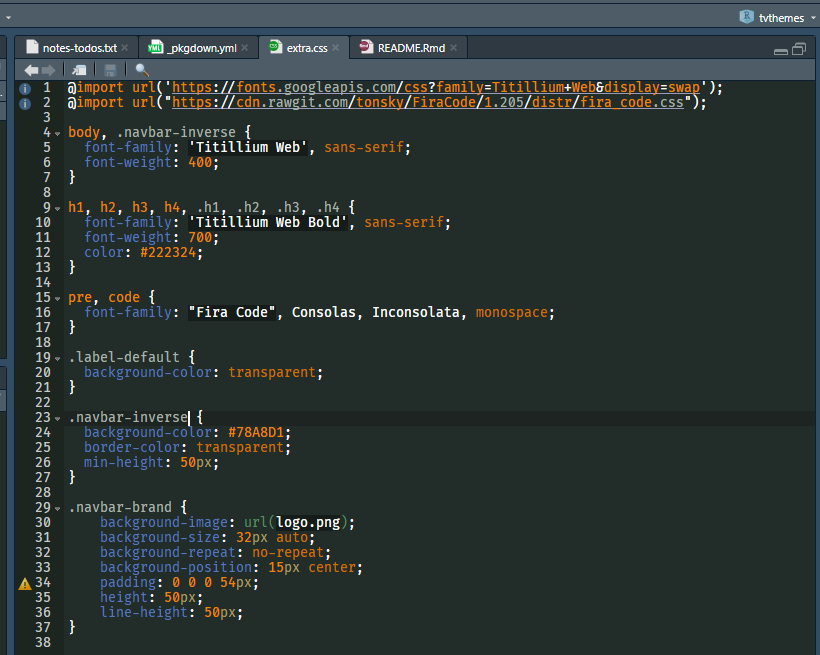 tvthemes
notes-todos.txt
_pkgdown.yml
extra.css
README.Rmd
1 @import url('https://fonts.googleapis.com/css?family=Titillium+Web&display=swap');
2 @import url("https://cdn.rawgit.com/tonsky/FiraCode/1.205/distr/fira_code.css");
3
4 body, .navbar-inverse {
5   font-family: 'Titillium Web', sans-serif;
6   font-weight: 400;
7 }
8
9 h1, h2, h3, h4, .h1, .h2, .h3, .h4 {
10   font-family: 'Titillium Web Bold', sans-serif;
11   font-weight: 700;
12   color: #222324;
13 }
14
15 pre, code {
16   font-family: "Fira Code", Consolas, Inconsolata, monospace;
17 }
18
19 .label-default {
20   background-color: transparent;
21 }
22
23 .navbar-inverse {
24   background-color: #78A8D1;
25   border-color: transparent;
26   min-height: 50px;
27 }
28
29 .navbar-brand {
30     background-image: url(logo.png);
31     background-size: 32px auto;
32     background-repeat: no-repeat;
33     background-position: 15px center;
34     padding: 0 0 0 54px;
35     height: 50px;
36     line-height: 50px;
37 }
38